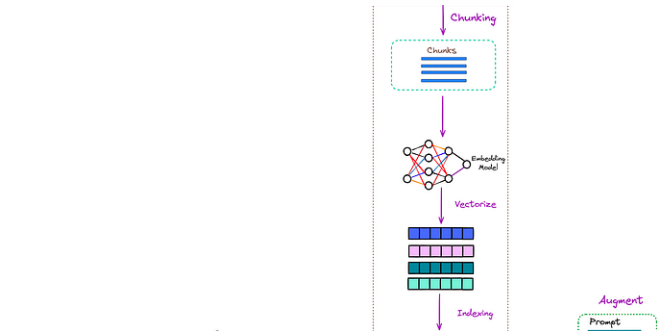 Chunking
Chunks
Embedding
Model
Vectorize
Indexing
Augment
Prompt